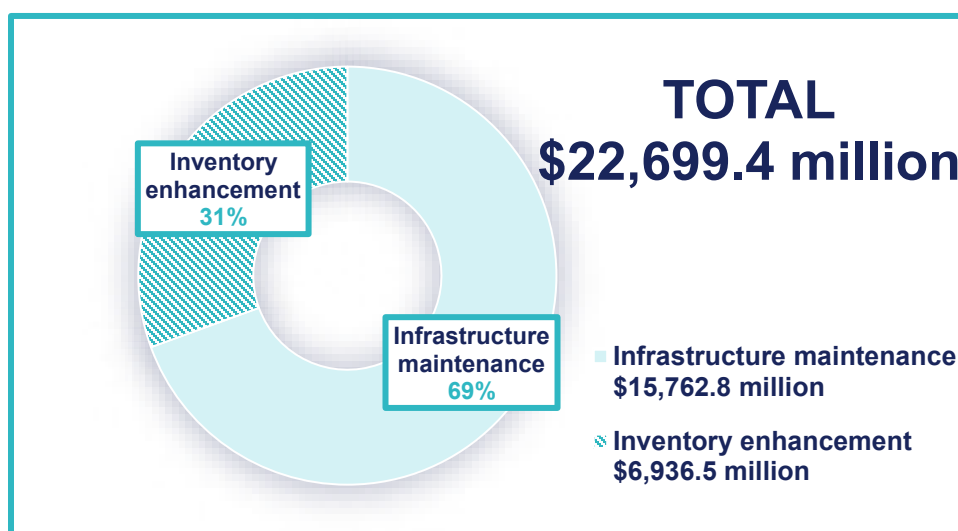 TOTAL
$22,699.4 million
Inventory
enhancement
31%
Infrastructure
maintenance
69%
Infrastructure maintenance
$15,762.8 million
Inventory enhancement
$6,936.5 million